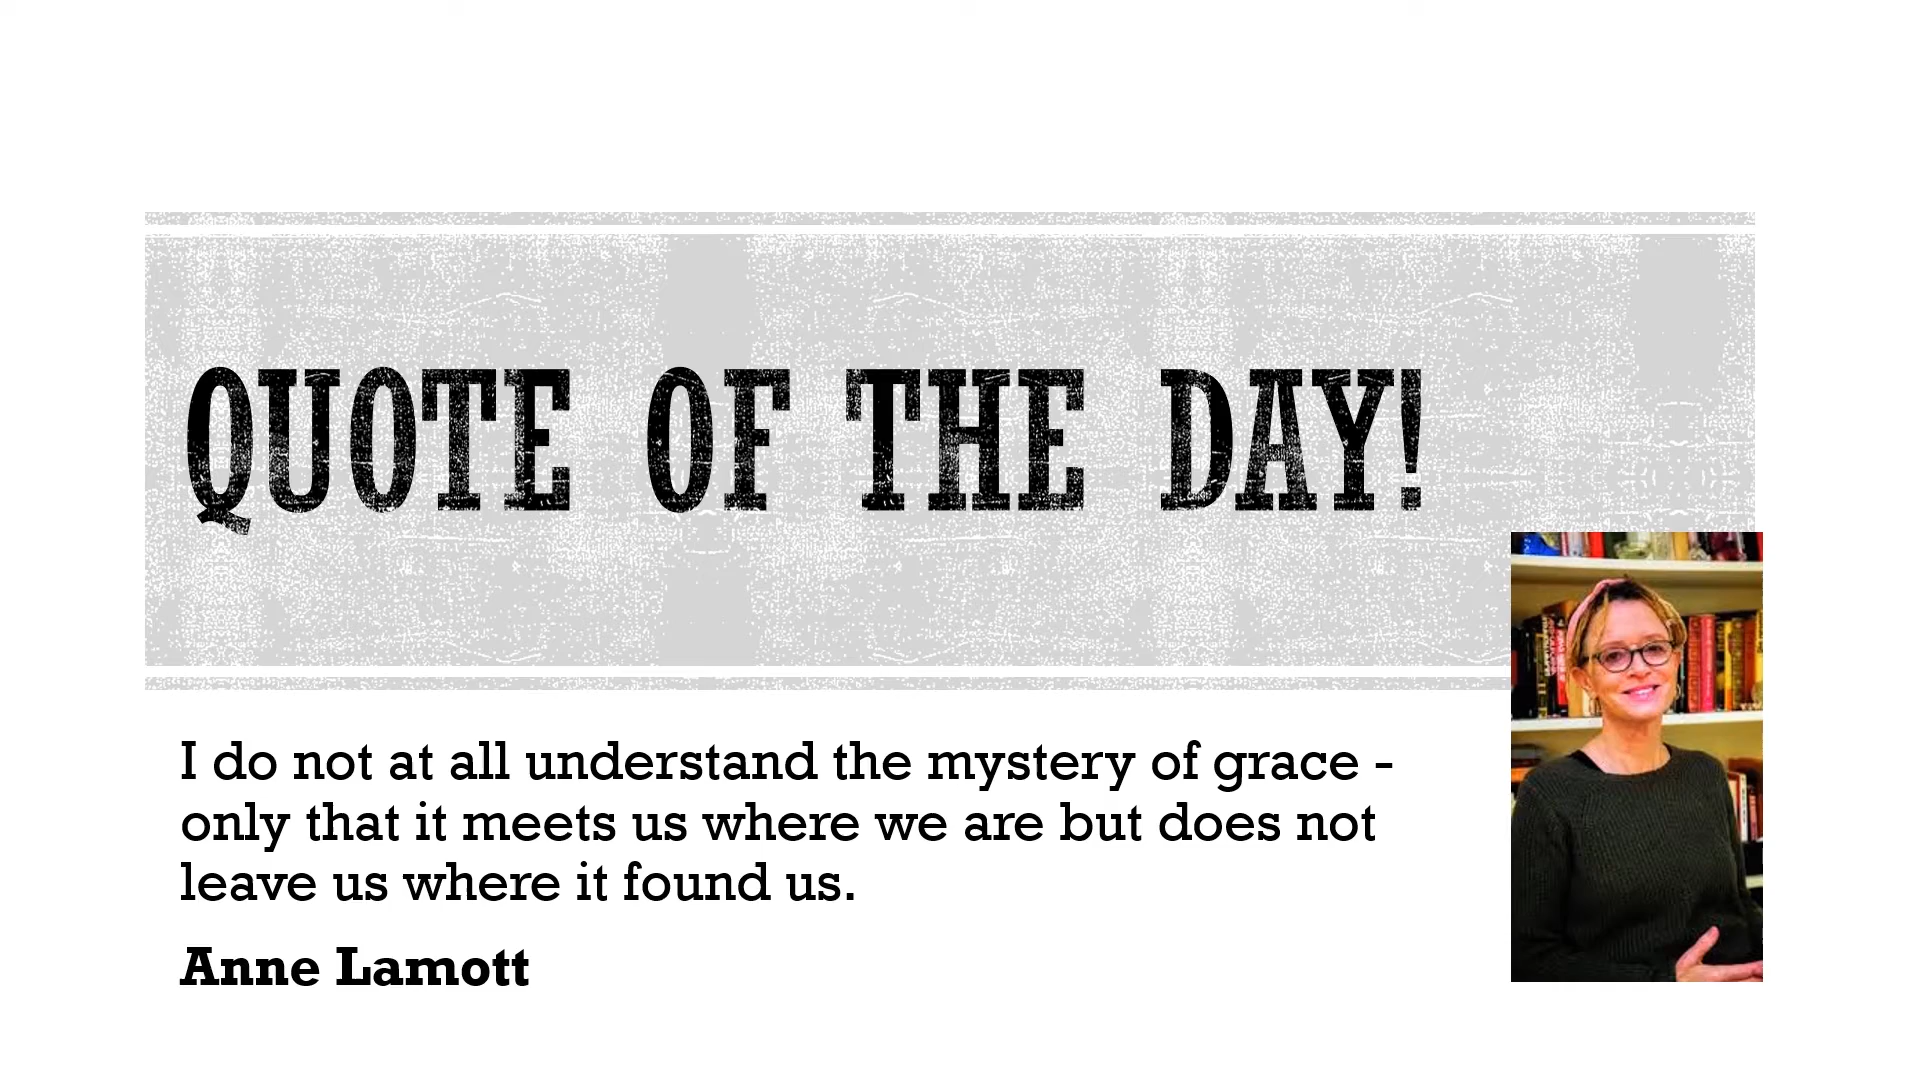 QUOTE OF THE DAY!
I do not at all understand the mystery of grace -
only that it meets us where we are but does not
leave us where it found us.
Anne Lamott